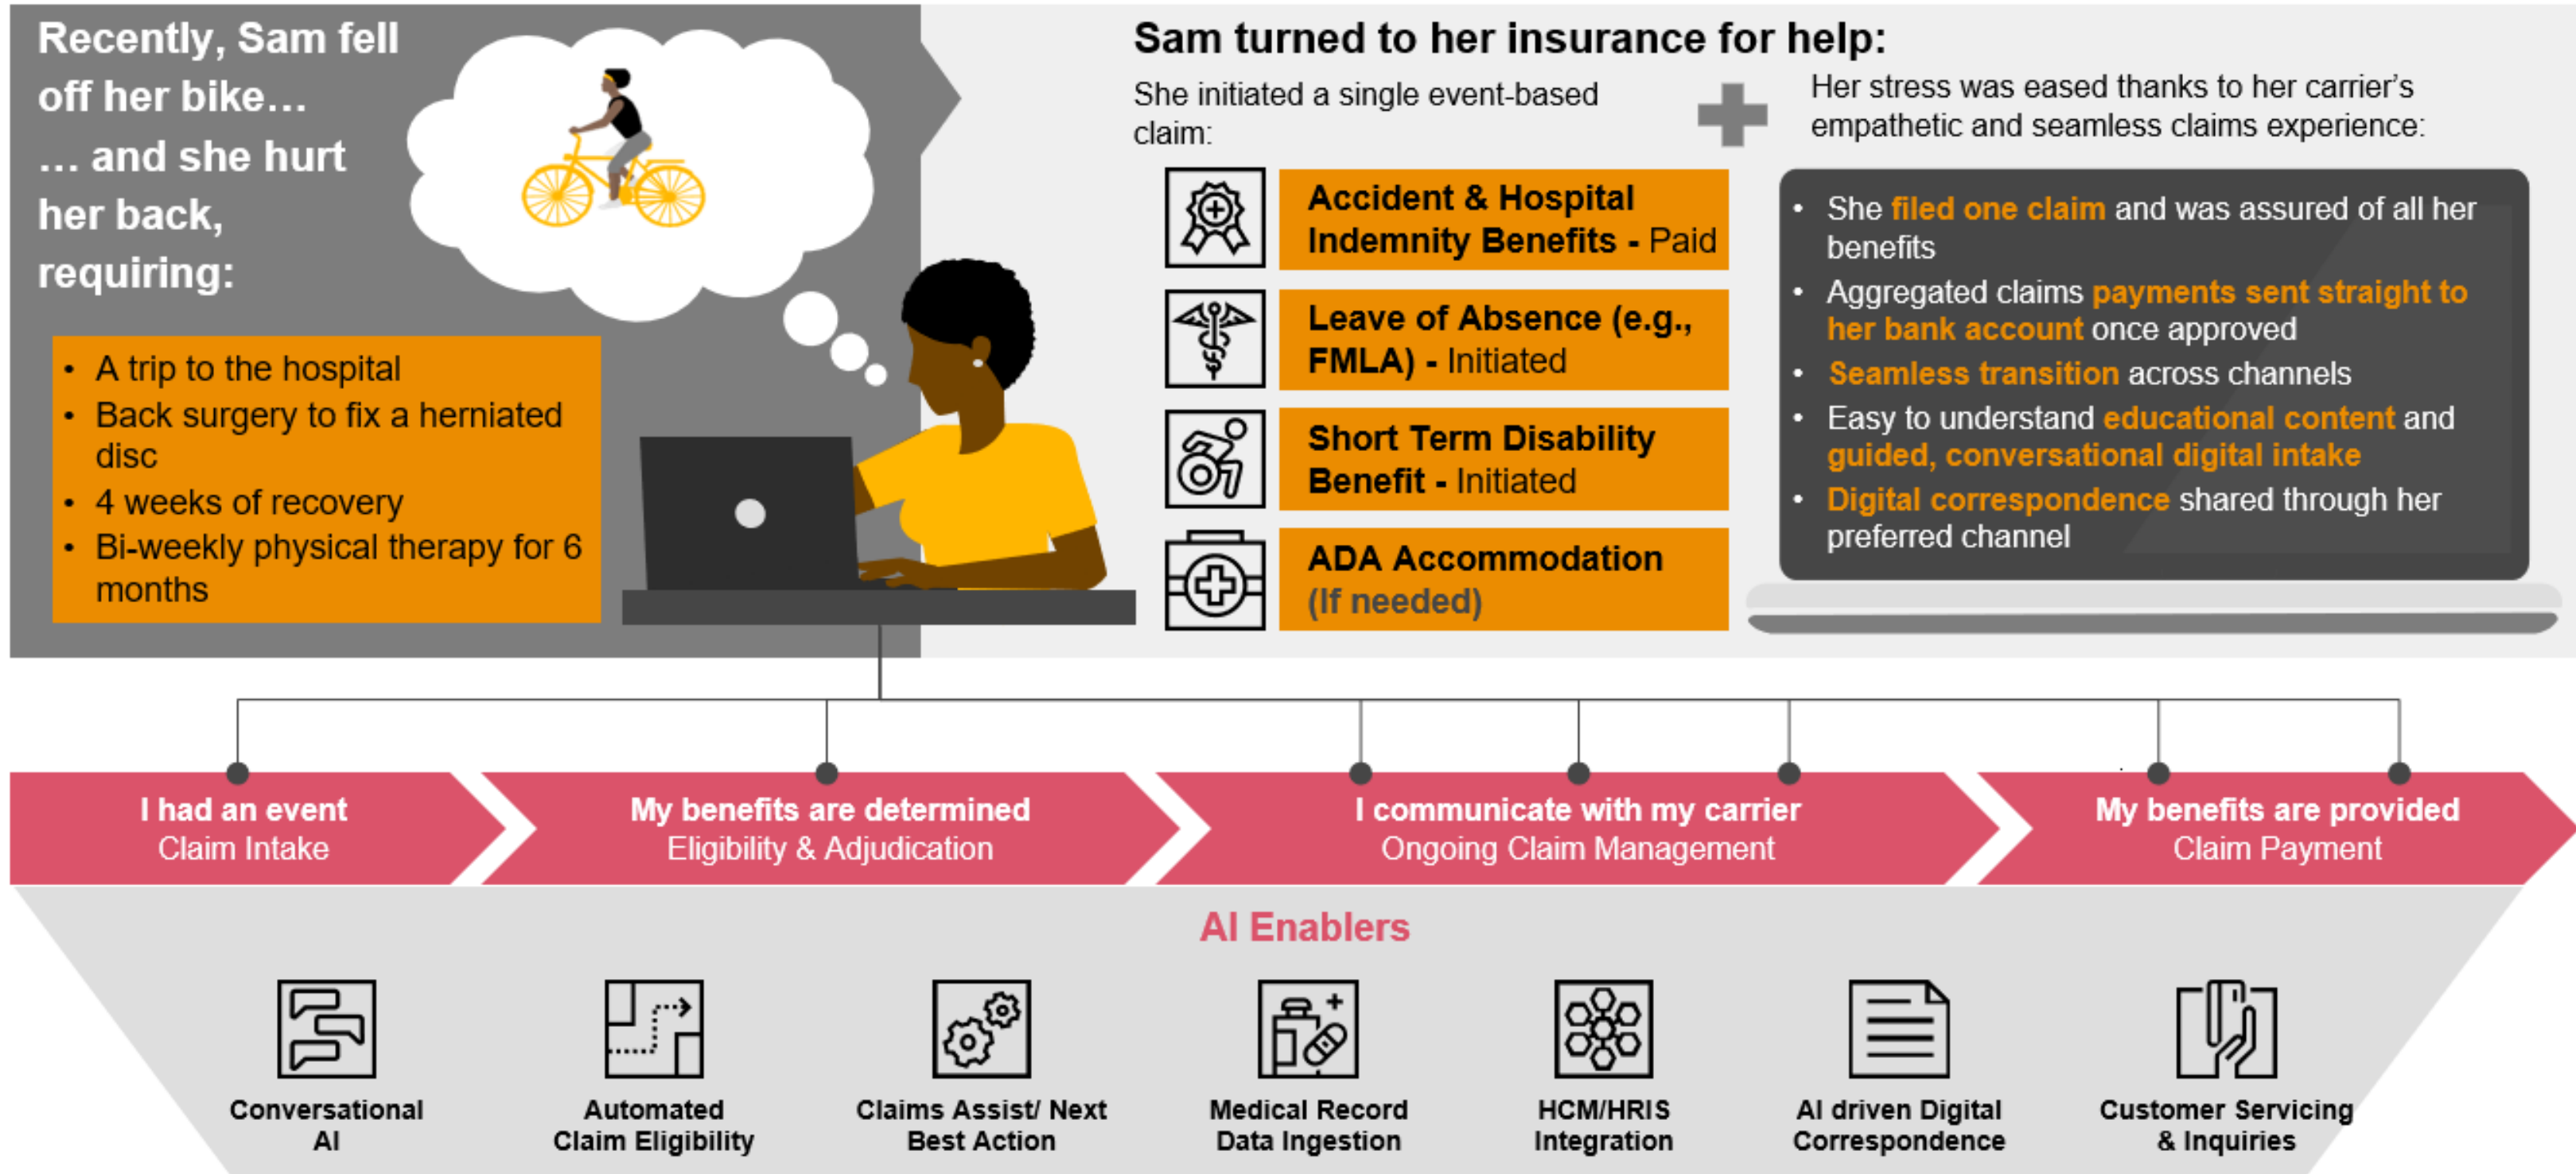 Recently, Sam fell
off her bike...
... and she hurt
her back,
requiring:
• A trip to the hospital
• Back surgery to fix a herniated
disc
• 4 weeks of recovery
• Bi-weekly physical therapy for 6
months
Sam turned to her insurance for help:
She initiated a single event-based
claim:
Accident & Hospital
Indemnity Benefits - Paid
Leave of Absence (e.g.,
FMLA) - Initiated
Short Term Disability
Benefit - Initiated
ADA Accommodation
(If needed)
Her stress was eased thanks to her carrier's
empathetic and seamless claims experience:
• She filed one claim and was assured of all her
benefits
• Aggregated claims payments sent straight to
her bank account once approved
• Seamless transition across channels
• Easy to understand educational content and
guided, conversational digital intake
• Digital correspondence shared through her
preferred channel
I had an event
Claim Intake
My benefits are determined
Eligibility & Adjudication
I communicate with my carrier
Ongoing Claim Management
My benefits are provided
Claim Payment
AI Enablers
Conversational
AI
Automated
Claim Eligibility
Claims Assist/ Next
Best Action
Medical Record
Data Ingestion
HCM/HRIS
Integration
AI driven Digital
Correspondence
Customer Servicing
& Inquiries